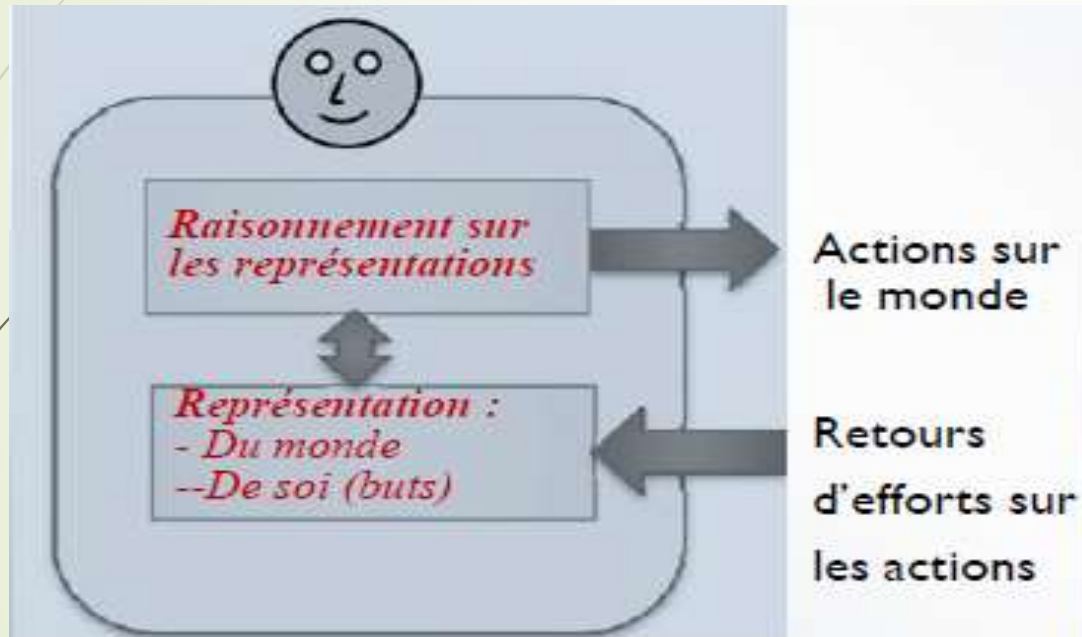 Raisonnement sur
les représentations
Actions sur
le monde
Représentation :
- Du monde
--De soi (buts)
Retours
d'efforts sur
les actions